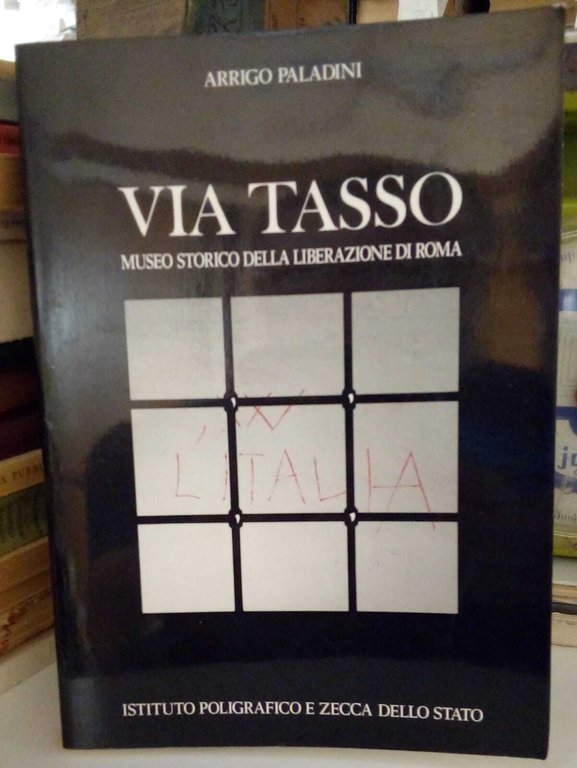 ARRIGO PALADINI
VIA TASSO
MUSEO STORICO DELLA LIBERAZIONE DI ROMA
W
L'ITALIA
ISTITUTO POLIGRAFICO E ZECCA DELLO STATO